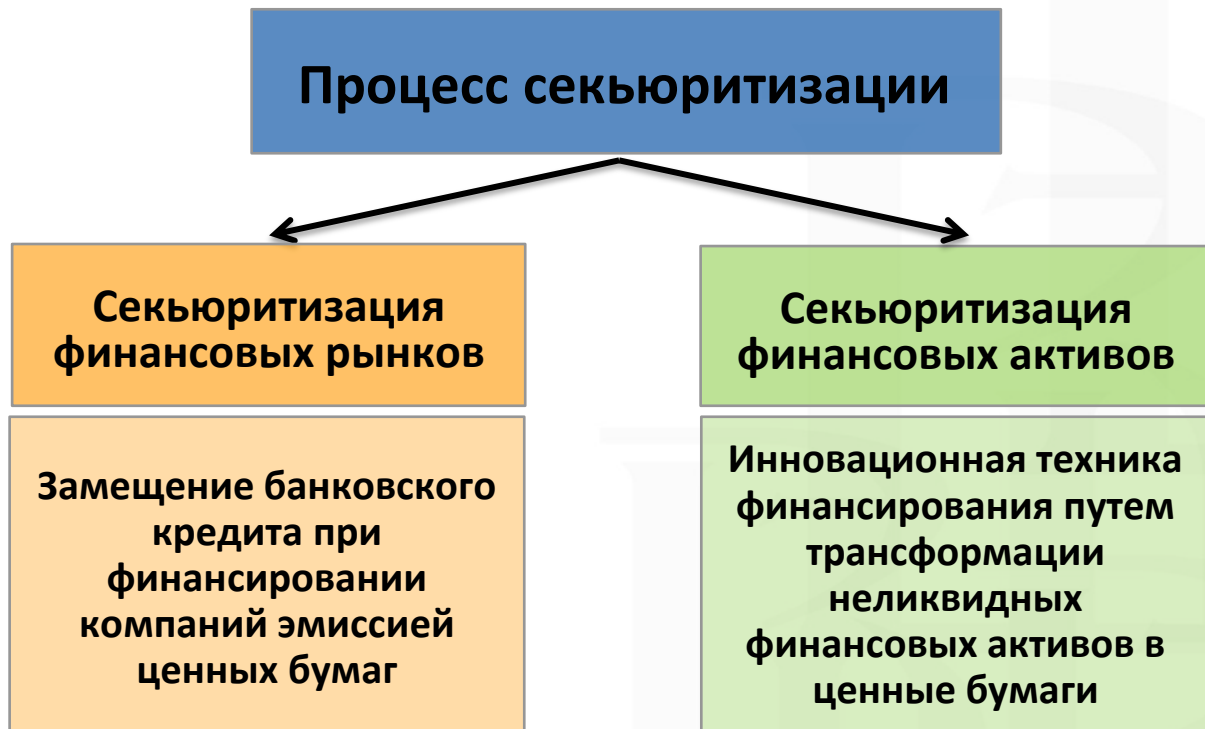 Процесс секьюритизации
Секьюритизация
финансовых рынков
Замещение банковского
кредита при
финансировании
компаний эмиссией
ценных бумаг
Секьюритизация
финансовых активов
Инновационная техника
финансирования путем
трансформации
неликвидных
финансовых активов в
ценные бумаги